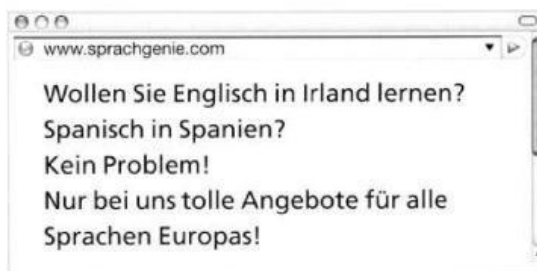 www.sprachgenie.com
Wollen Sie Englisch in Irland lernen?
Spanisch in Spanien?
Kein Problem!
Nur bei uns tolle Angebote für alle
Sprachen Europas!